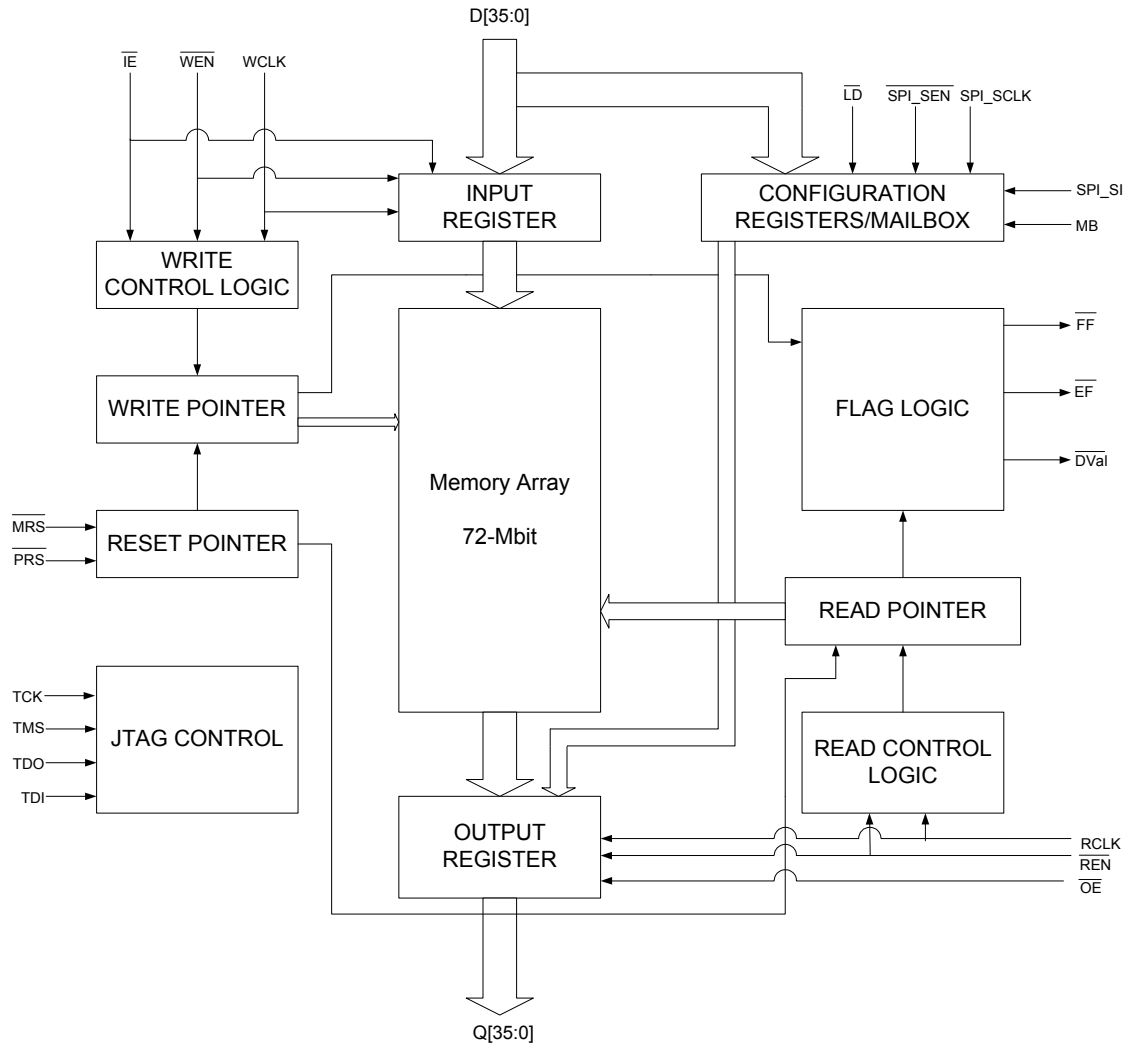 D[35:0]
IE WEN WCLK
LD SPI_SEN SPI_SCLK
INPUT
REGISTER
CONFIGURATION
REGISTERS/MAILBOX
SPI_SI
MB
WRITE
CONTROL LOGIC
FF
WRITE POINTER
FLAG LOGIC
EF
DVal
Memory Array
72-Mbit
MRS
PRS
RESET POINTER
READ POINTER
TCK
TMS
TDO
TDI
JTAG CONTROL
READ CONTROL
LOGIC
OUTPUT
REGISTER
RCLK
REN
OE
Q[35:0]